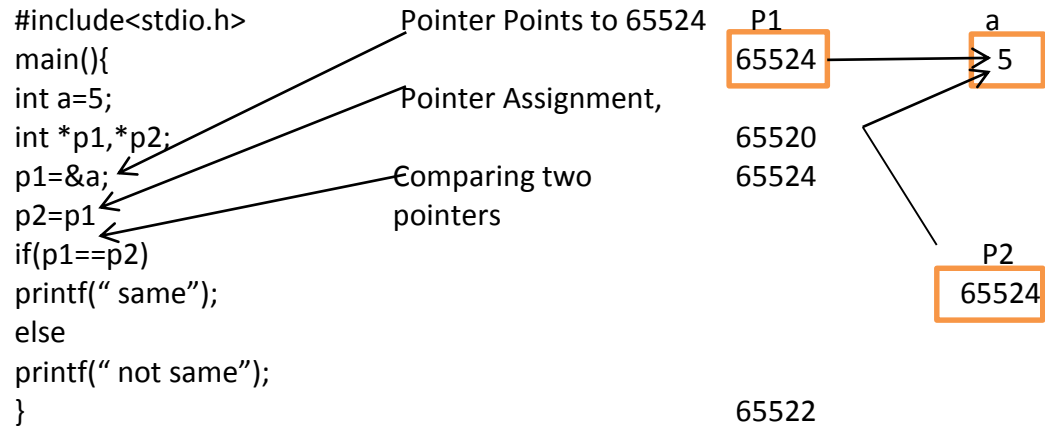 #include<stdio.h> Pointer Points to 65524 P1 a
main(){ 65524 5
int a=5; Pointer Assignment,
int *p1,*p2; 65520
p1=&a; Comparing two 65524
p2=p1 pointers
if(p1==p2) P2
printf(“ same”); 65524
else
printf(“ not same”);
} 65522